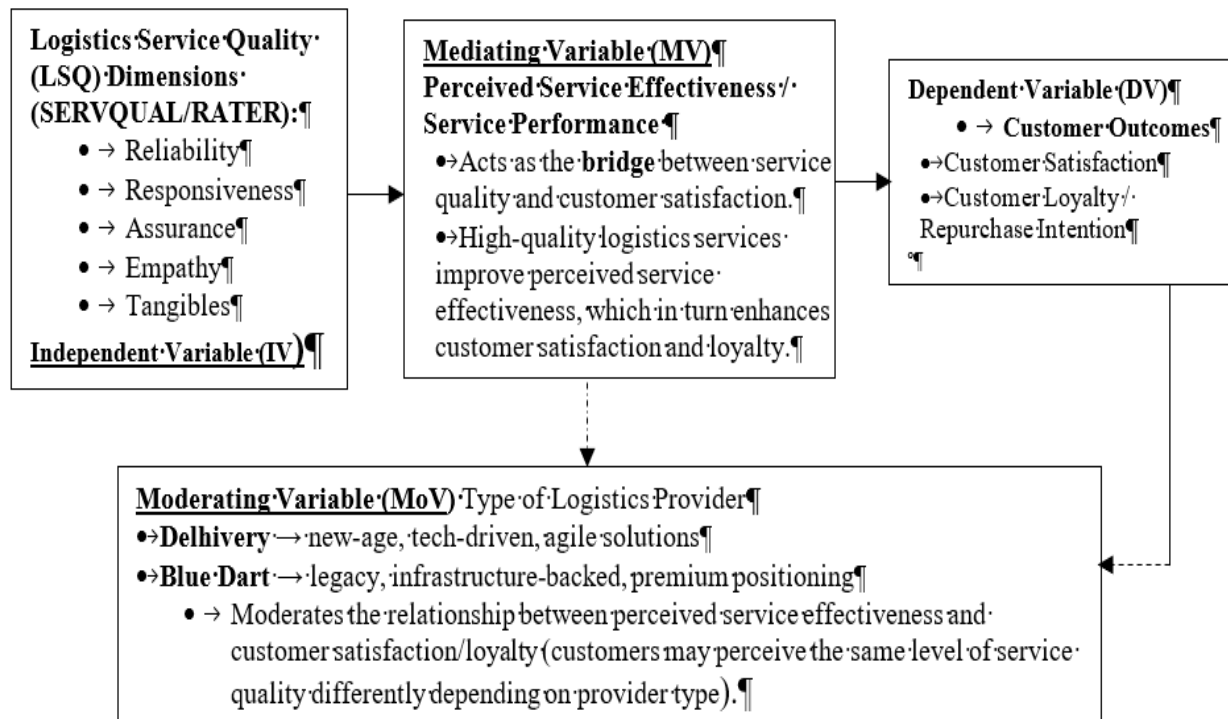 Logistics·Service·Quality·
(LSQ)·Dimensions·
(SERVQUAL/RATER):¶
● → Reliability¶
● → Responsiveness¶
● → Assurance¶
● → Empathy¶
● → Tangibles¶
Independent·Variable·(IV)¶
Mediating·Variable·(MV)¶
Perceived·Service·Effectiveness·/·
Service·Performance¶
●→Acts·as·the·bridge·between·service·
quality·and·customer·satisfaction.¶
●→High-quality·logistics·services·
improve·perceived·service·
effectiveness,·which·in·turn·enhances·
customer·satisfaction·and·loyalty.¶
Dependent·Variable·(DV)¶
● → Customer·Outcomes¶
●→Customer·Satisfaction¶
●→Customer·Loyalty·/·
Repurchase·Intention¶
°¶
Moderating·Variable·(MoV)·Type·of·Logistics·Provider¶
●→Delhivery·→·new-age,·tech-driven,·agile·solutions¶
●→Blue·Dart·→·legacy,·infrastructure-backed,·premium·positioning¶
● → Moderates·the·relationship·between·perceived·service·effectiveness·and·
customer·satisfaction/loyalty·(customers·may·perceive·the·same·level·of·service·
quality·differently·depending·on·provider·type).¶